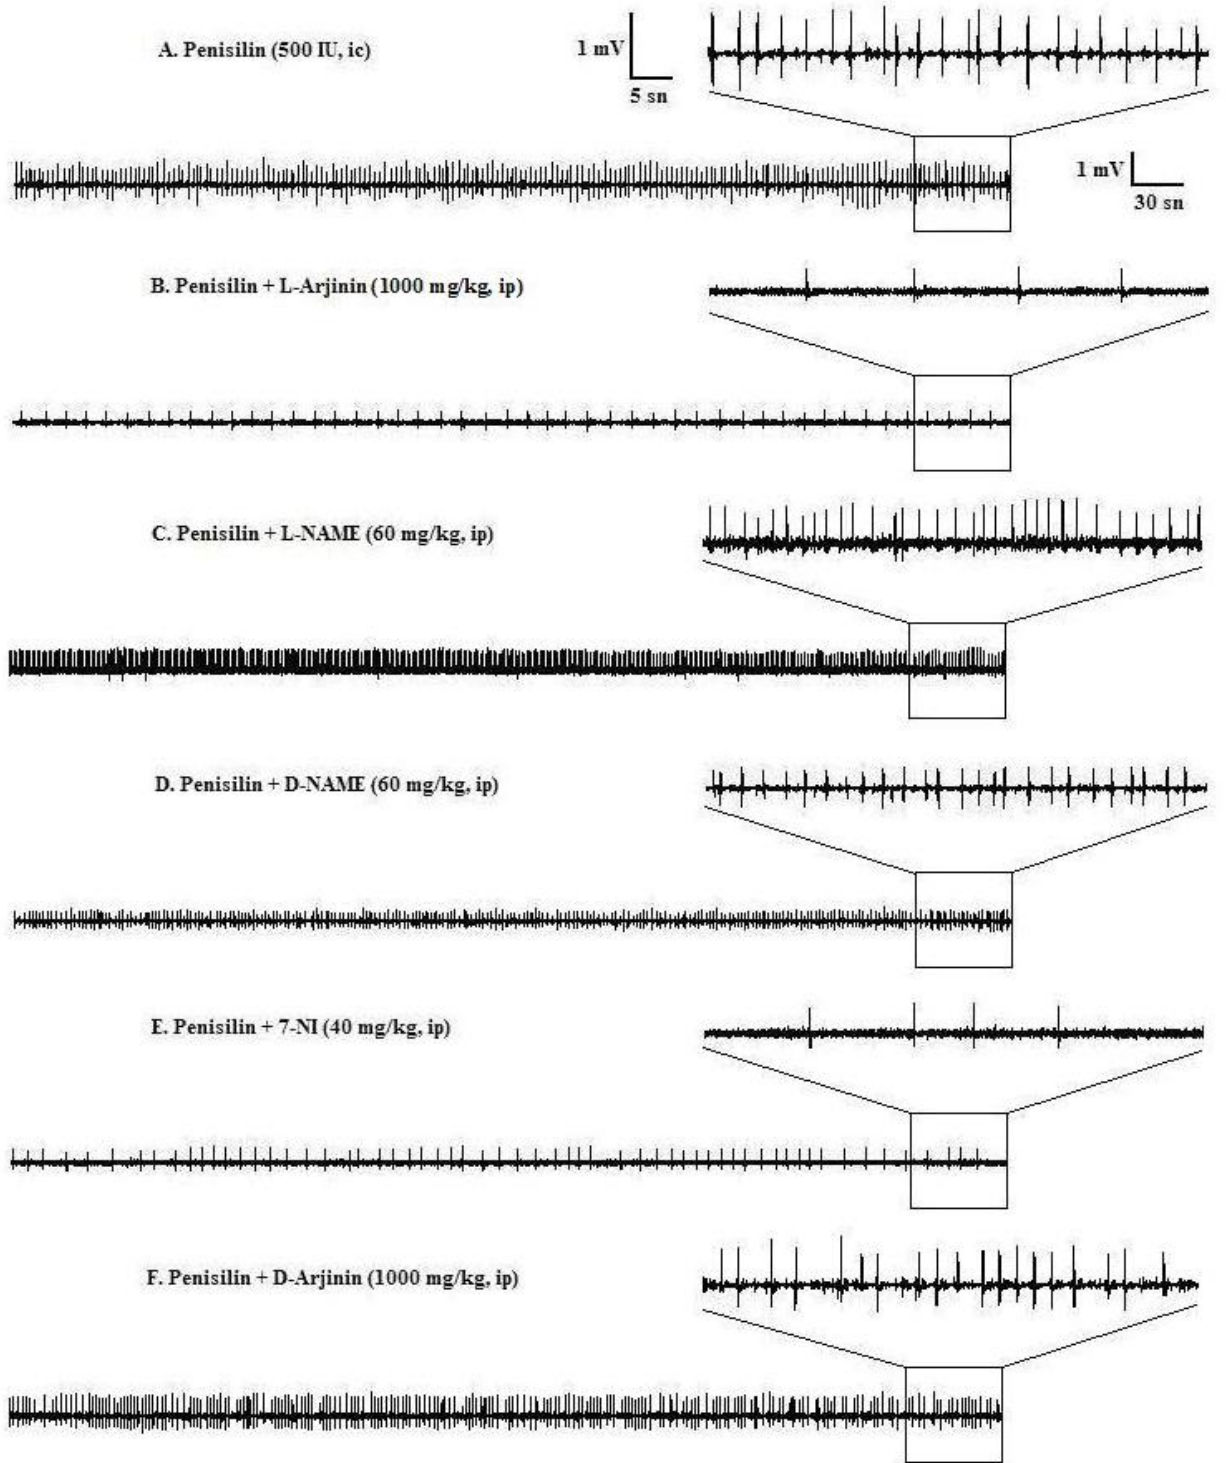 A. Penisilin (500 IU, ic)
1 mV
5 sn
1 mV
30 sn
B. Penisilin + L-Arjinin (1000 mg/kg, ip)
C. Penisilin + L-NAME (60 mg/kg, ip)
D. Penisilin + D-NAME (60 mg/kg, ip)
E. Penisilin + 7-NI (40 mg/kg, ip)
F. Penisilin + D-Arjinin (1000 mg/kg, ip)